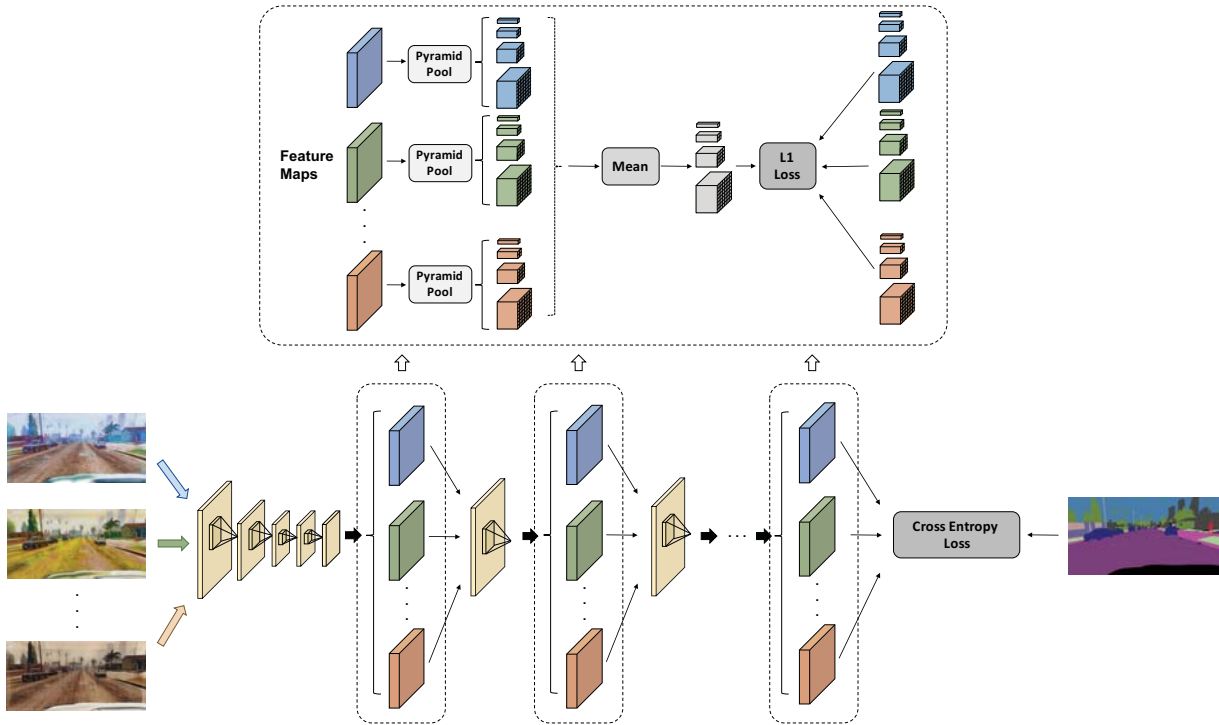 Pyramid
Pool
Feature
Maps
Pyramid
Pool
Mean
L1
Loss
Pyramid
Pool
Cross Entropy
Loss